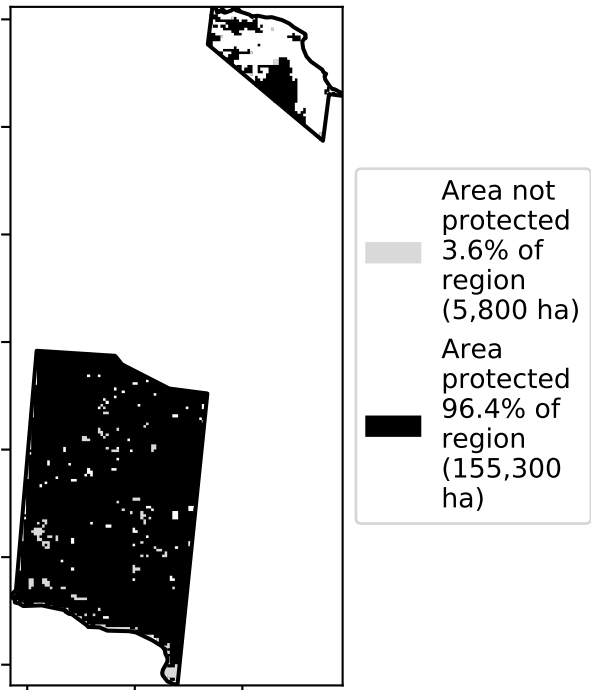 Area not
protected
3.6% of
region
(5,800 ha)
Area
protected
96.4% of
region
(155,300
ha)